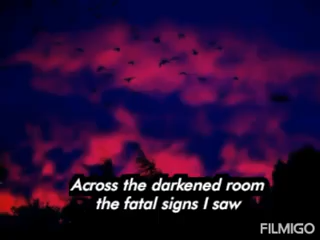 Across the darkened room
the fatal signs I saw
FILMIGO